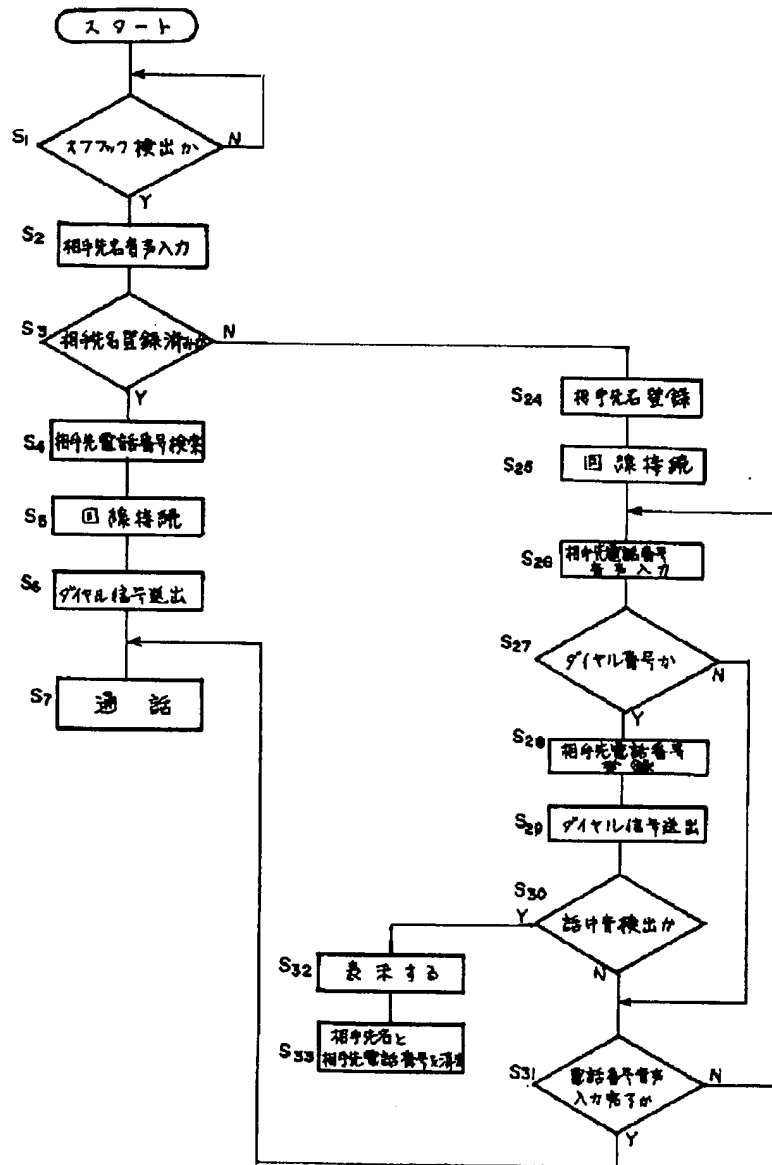 スタート
S1
オフフック検出か
N
Y
S2
相手先名音声入力
S3
相手先名登録済みか
N
Y
S4
相手先電話番号検索
S5
回線接続
S6
ダイヤル信号送出
S7
通話
S24
相手先名登録
S25
回線接続
S26
相手先電話番号
音声入力
S27
ダイヤル番号か
N
Y
S28
相手先電話番号
登録
S29
ダイヤル信号送出
S30
話中音検出か
Y
N
S32
表示する
S33
相手先名と
相手先電話番号を消去
S31
電話番号音声
入力完了か
N
Y